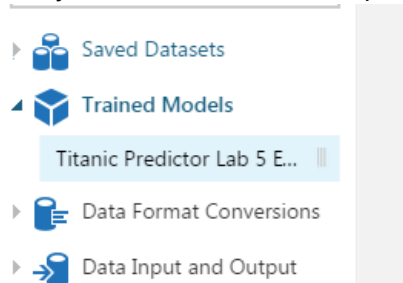 Saved Datasets
Trained Models
Titanic Predictor Lab 5 E...
Data Format Conversions
Data Input and Output